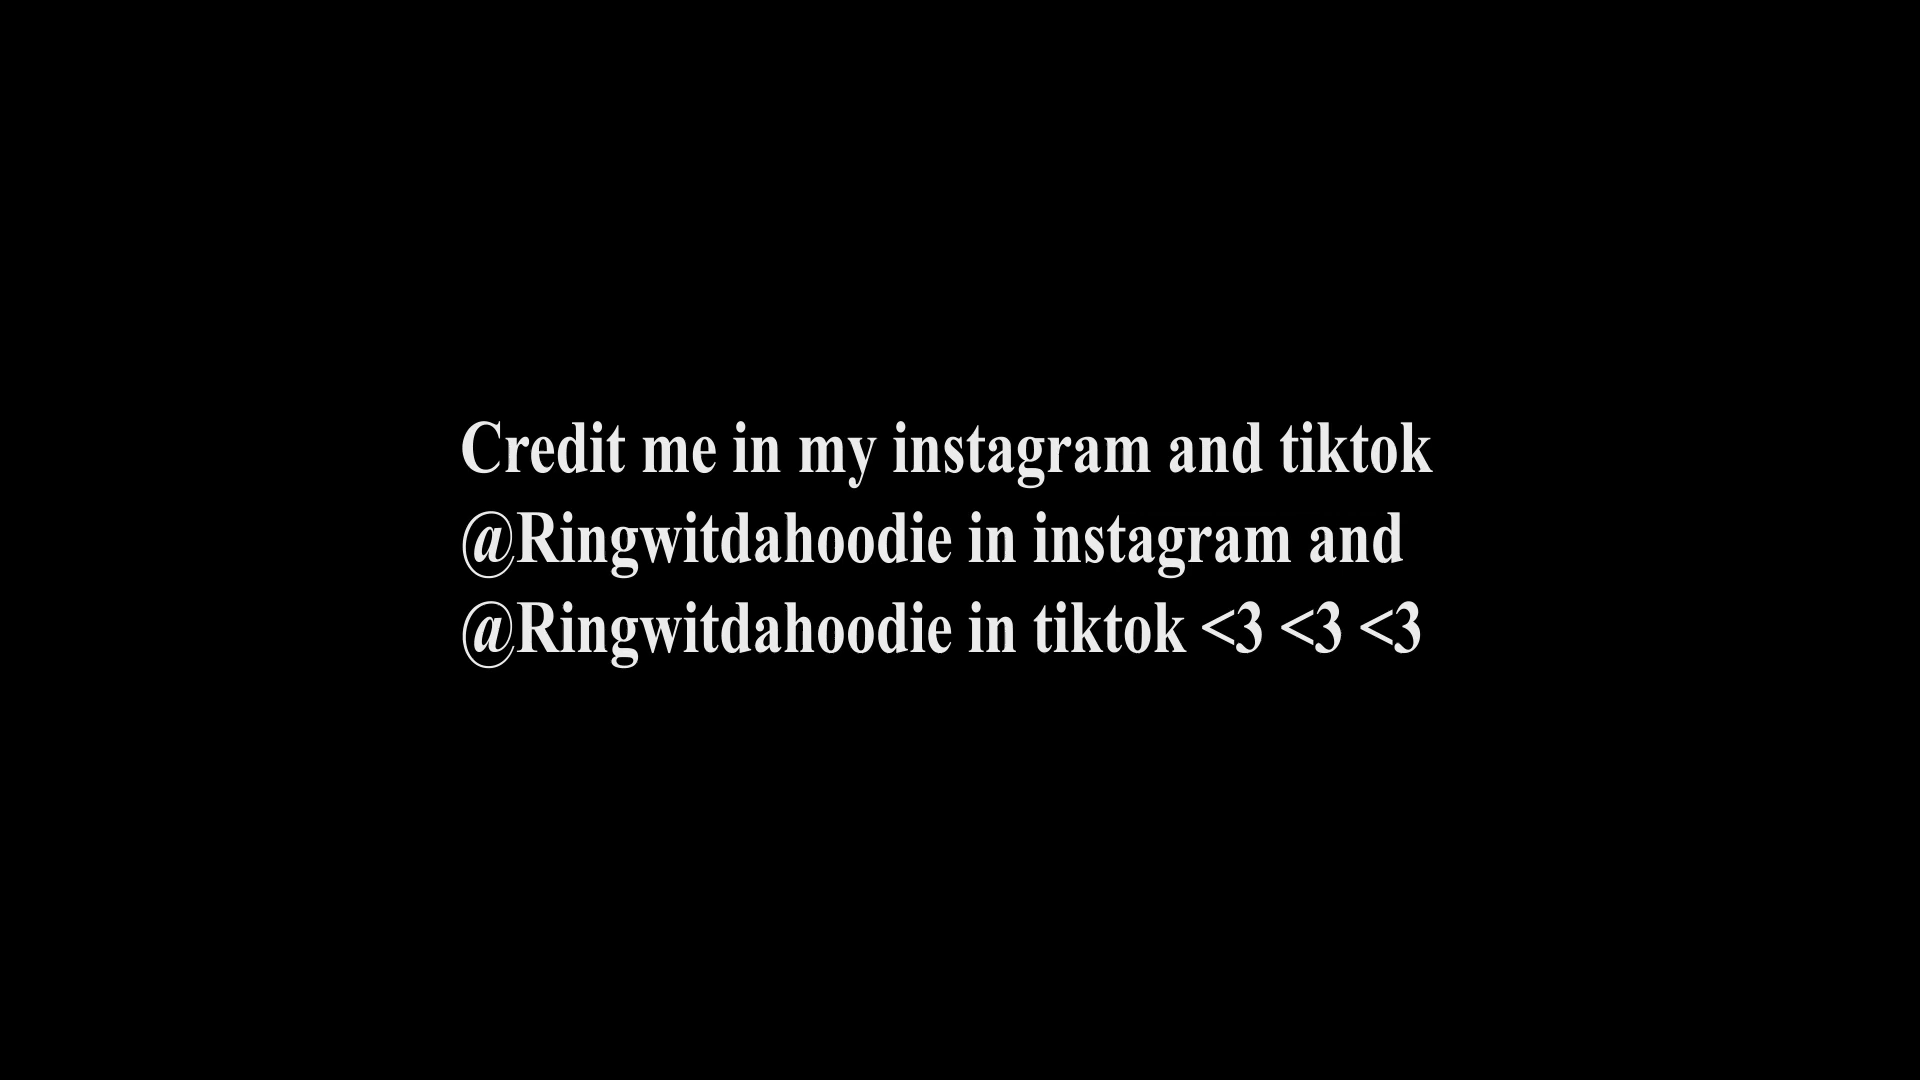 Credit me in my instagram and tiktok
@Ringwitdahoodie in instagram and
@Ringwitdahoodie in tiktok <3 <3 <3